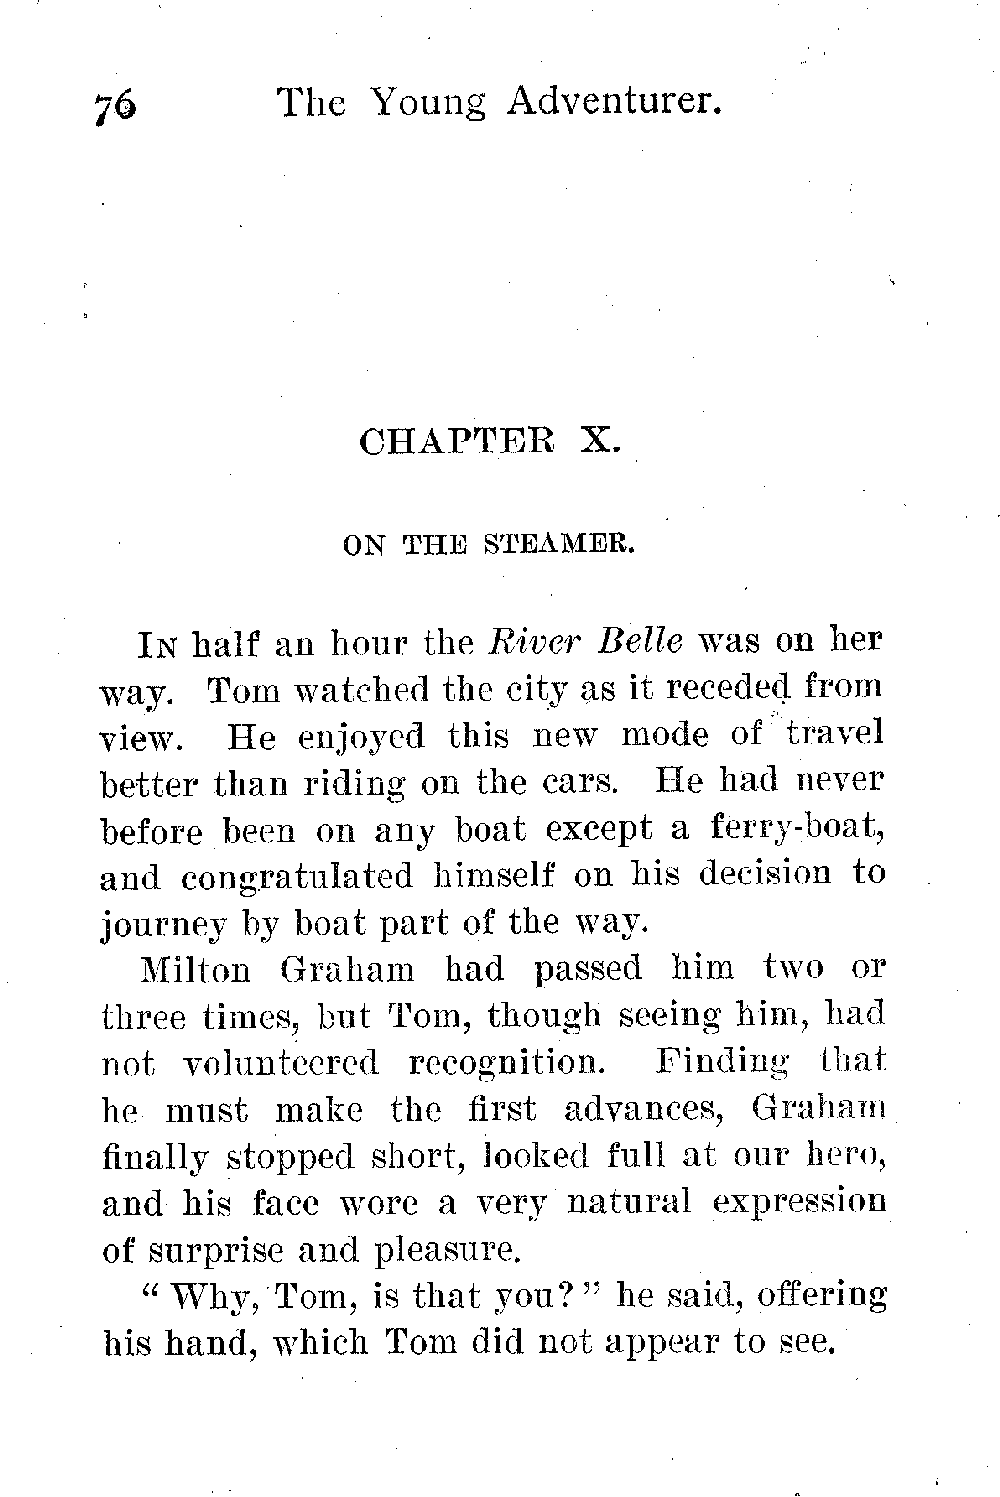 76 The Young Adventurer.
CHAPTER X.
ON THE STEAMER.
IN half an hour the River Belle was on her
way. Tom watched the city as it receded from
view. He enjoyed this new mode of travel
better than riding on the cars. He had never
before been on any boat except a ferry-boat,
and congratulated himself on his decision to
journey by boat part of the way.
Milton Graham had passed him two or
three times, but Tom, though seeing him, had
not volunteered recognition. Finding that
he must make the first advances, Graham
finally stopped short, looked full at our hero,
and his face wore a very natural expression
of surprise and pleasure.
“ Why, Tom, is that you? ” he said, offering
his hand, which Tom did not appear to see.